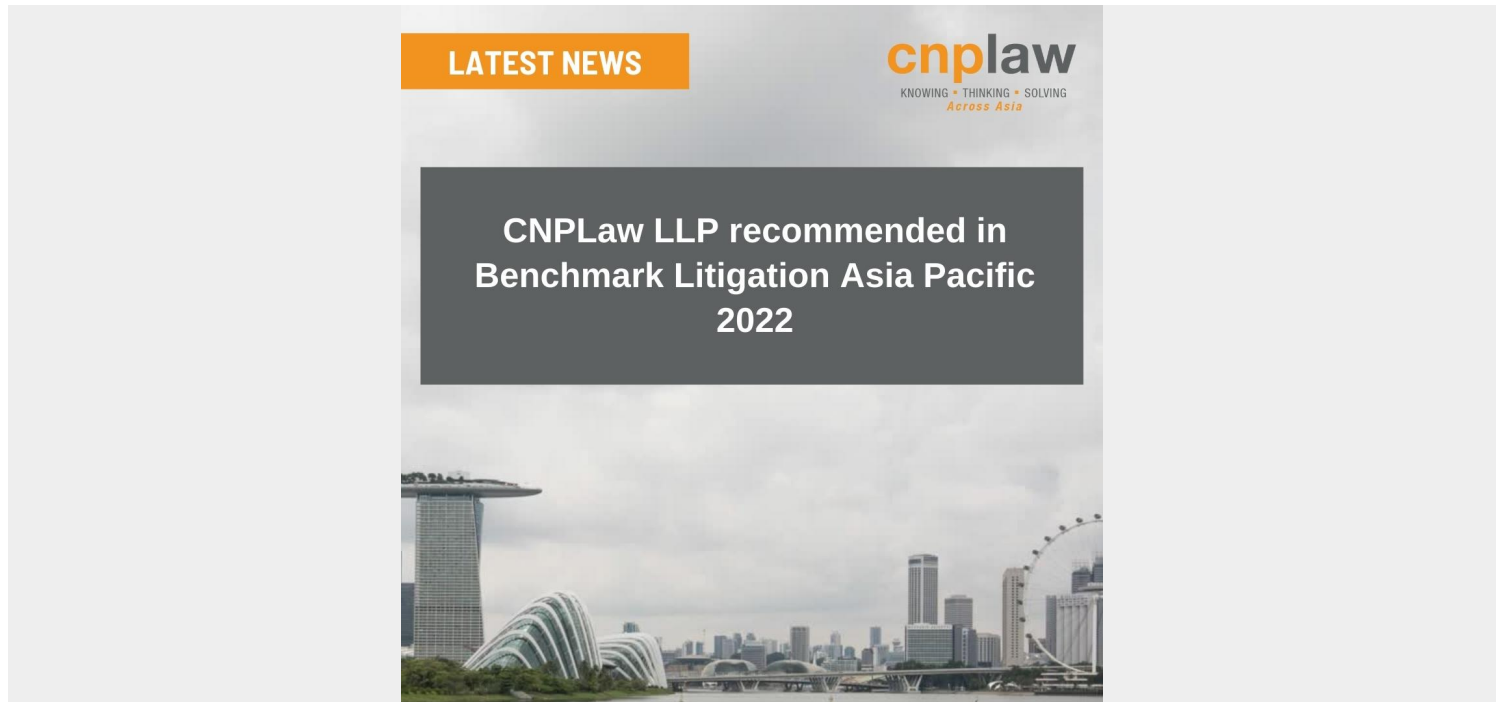 LATEST NEWS
cnplaw
KNOWING • THINKING • SOLVING
Across Asia
CNPLaw LLP recommended in
Benchmark Litigation Asia Pacific
2022